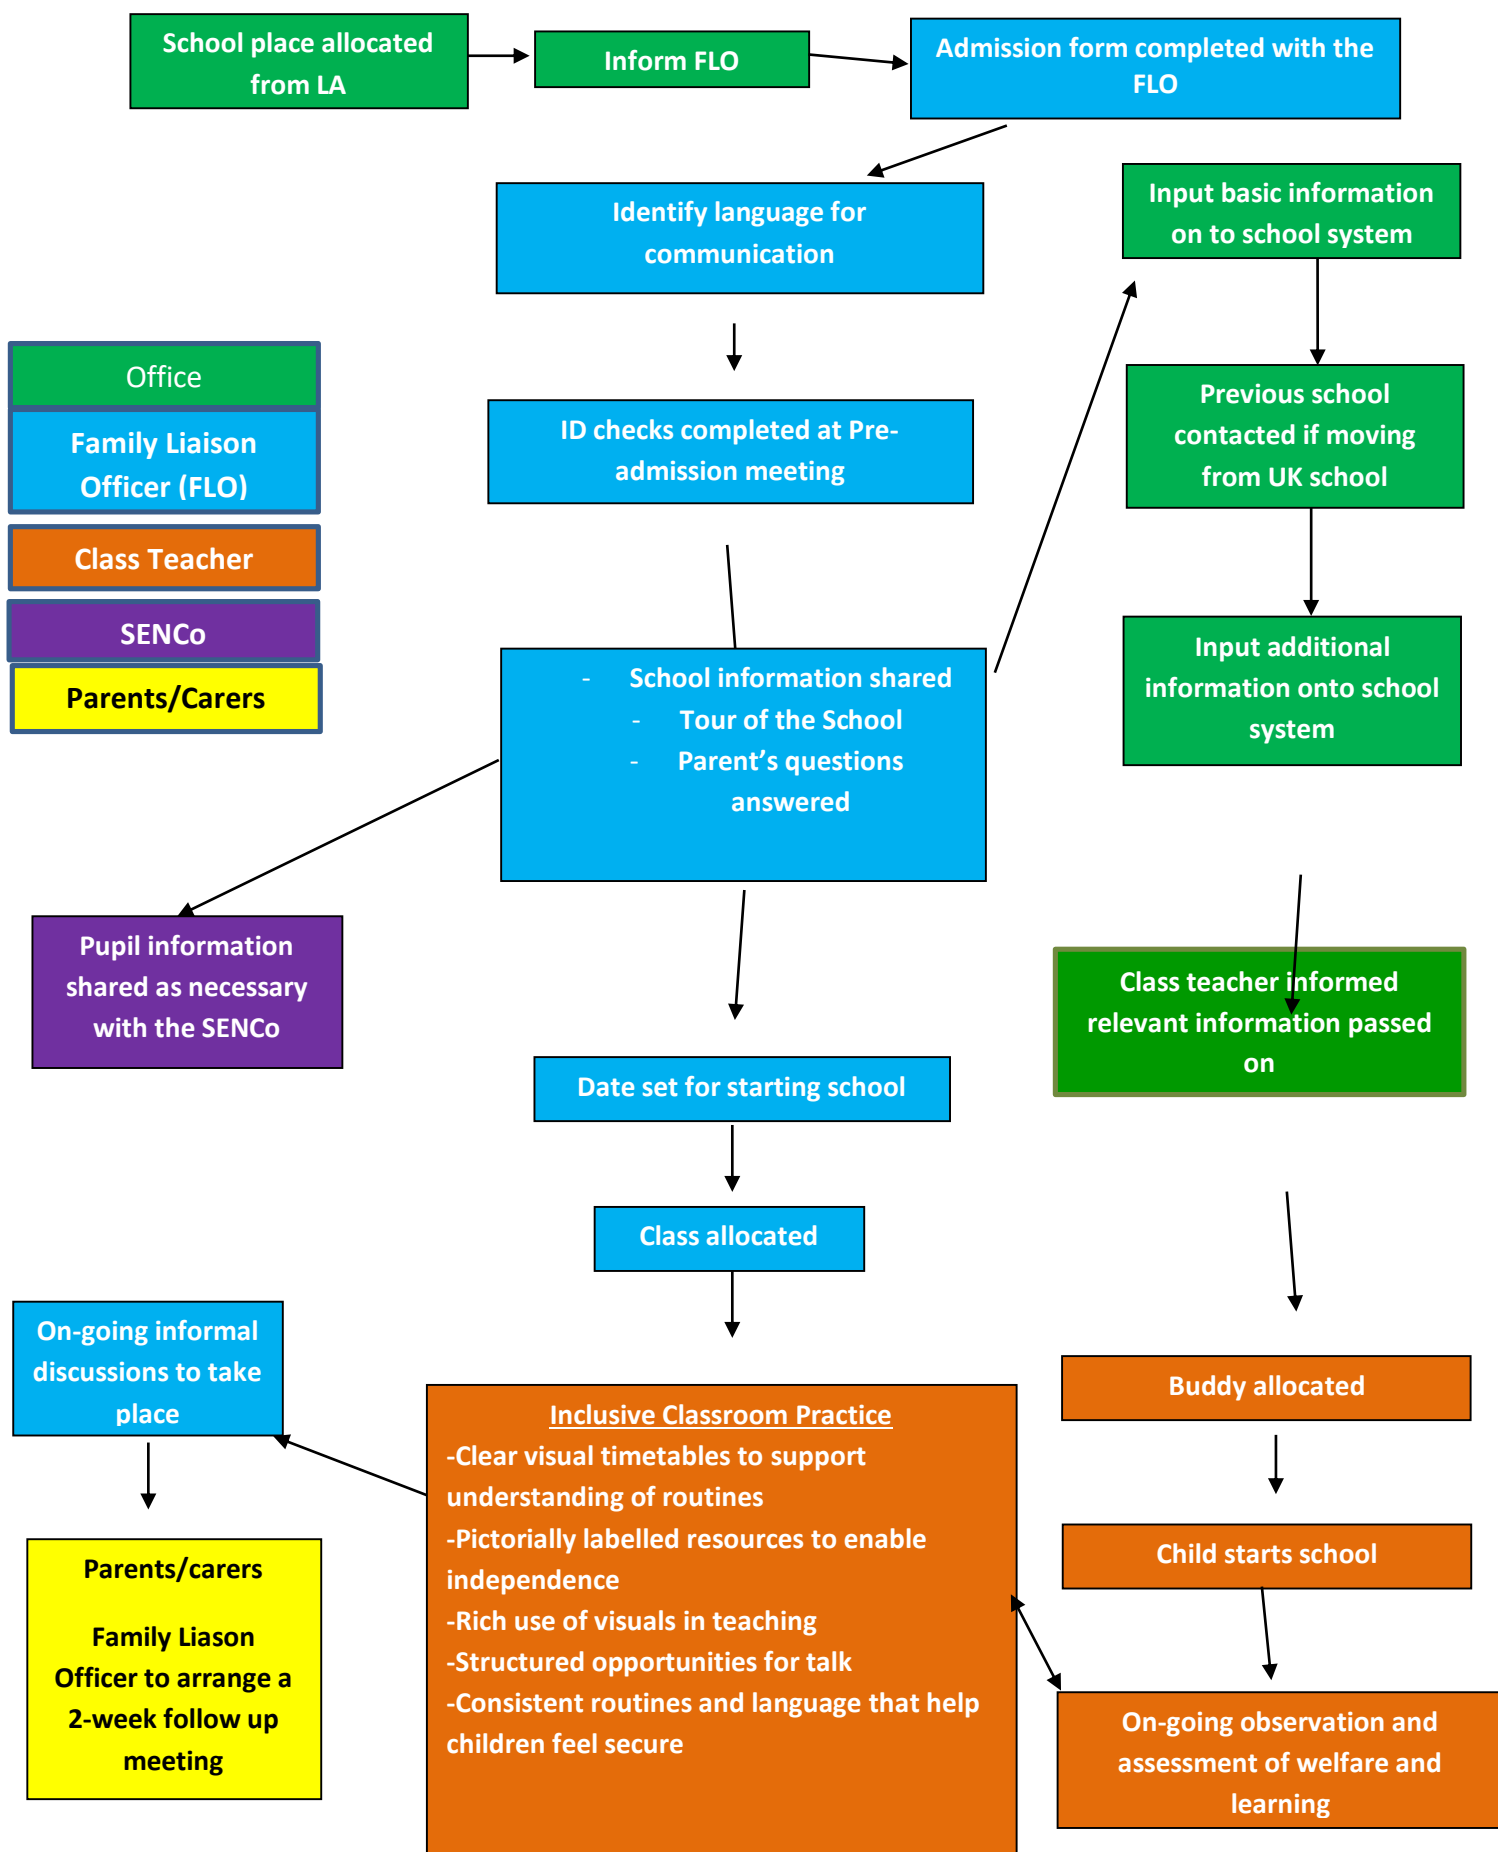 School place allocated
from LA
Inform FLO
Admission form completed with the
FLO
Identify language for
communication
Input basic information
on to school system
Office
Family Liaison
Officer (FLO)
Class Teacher
SENCo
Parents/Carers
ID checks completed at Pre-
admission meeting
Previous school
contacted if moving
from UK school
- School information shared
- Tour of the School
- Parent’s questions
answered
Input additional
information onto school
system
Pupil information
shared as necessary
with the SENCo
Class teacher informed
relevant information passed
on
Date set for starting school
Class allocated
On-going informal
discussions to take
place
Parents/carers
Family Liason
Officer to arrange a
2-week follow up
meeting
Inclusive Classroom Practice
-Clear visual timetables to support
understanding of routines
-Pictorially labelled resources to enable
independence
-Rich use of visuals in teaching
-Structured opportunities for talk
-Consistent routines and language that help
children feel secure
Buddy allocated
Child starts school
On-going observation and
assessment of welfare and
learning